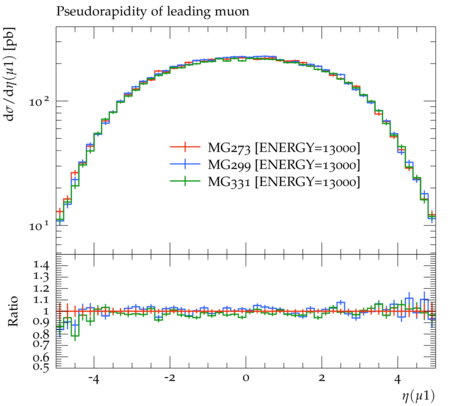 Pseudorapidity of leading muon
dσ/dη(μ1) [pb]
10²
10¹
MG273 [ENERGY=13000]
MG299 [ENERGY=13000]
MG331 [ENERGY=13000]
Ratio
1.4
1.3
1.2
1.1
1
0.9
0.8
0.7
0.6
0.5
-4 -2 0 2 4
η(μ1)